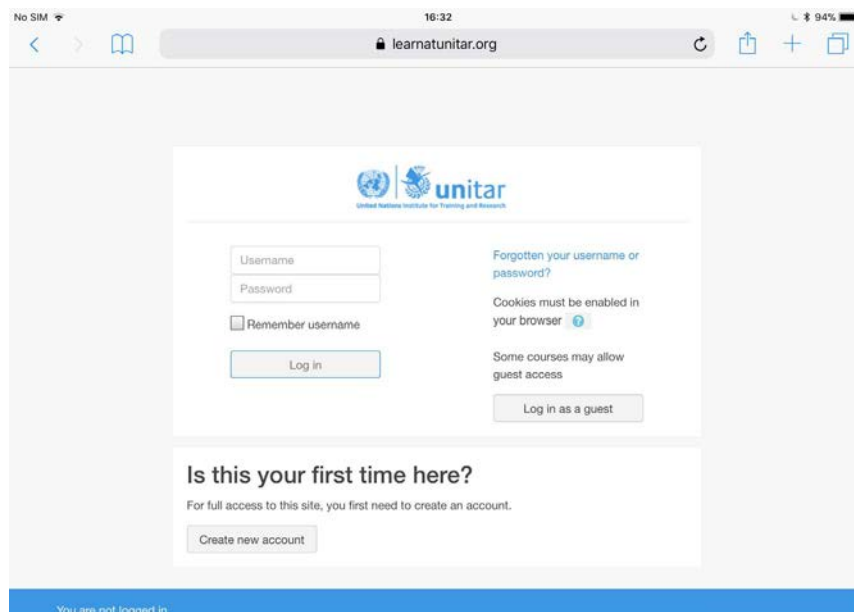 No SIM
16:32
94%
learnatunitar.org
unitar
United Nations Institute for Training and Research
Username
Password
Remember username
Log in
Forgotten your username or
password?
Cookies must be enabled in
your browser ?
Some courses may allow
guest access
Log in as a guest
Is this your first time here?
For full access to this site, you first need to create an account.
Create new account
You are not logged in.